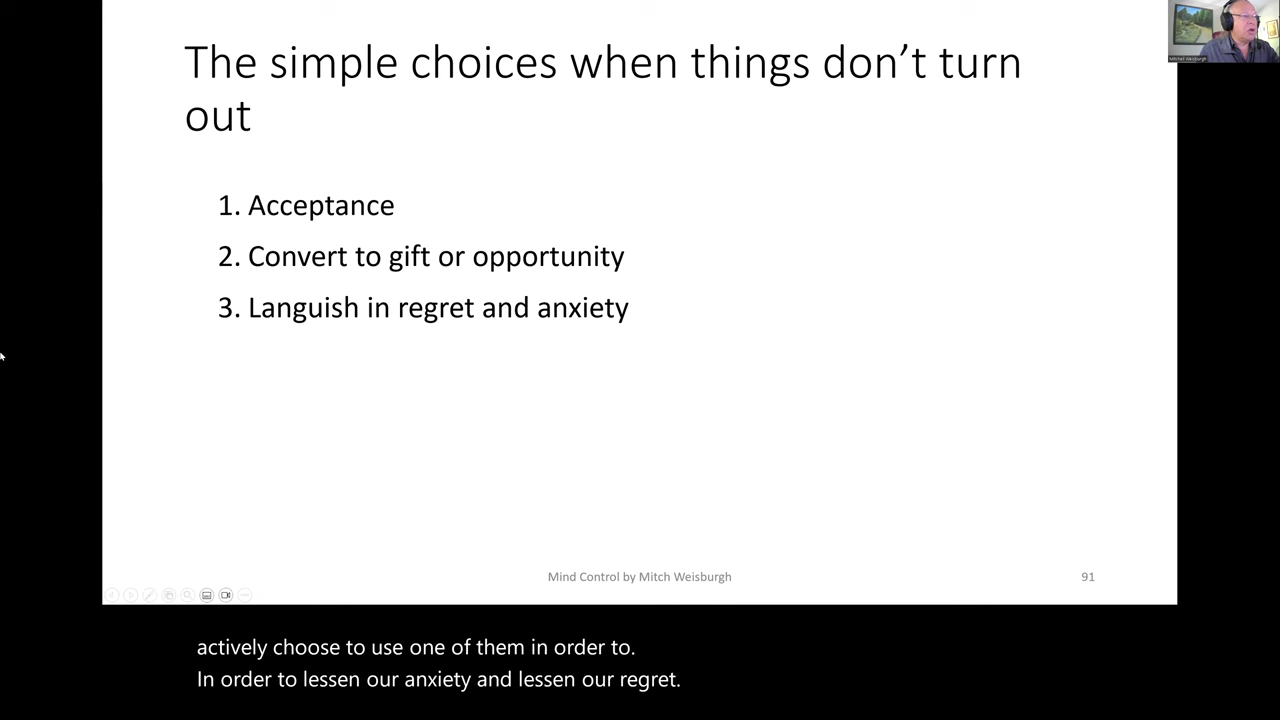 The simple choices when things don’t turn
out
1. Acceptance
2. Convert to gift or opportunity
3. Languish in regret and anxiety
Mind Control by Mitch Weisburgh
91
actively choose to use one of them in order to.
In order to lessen our anxiety and lessen our regret.
Mitchell Weisburgh